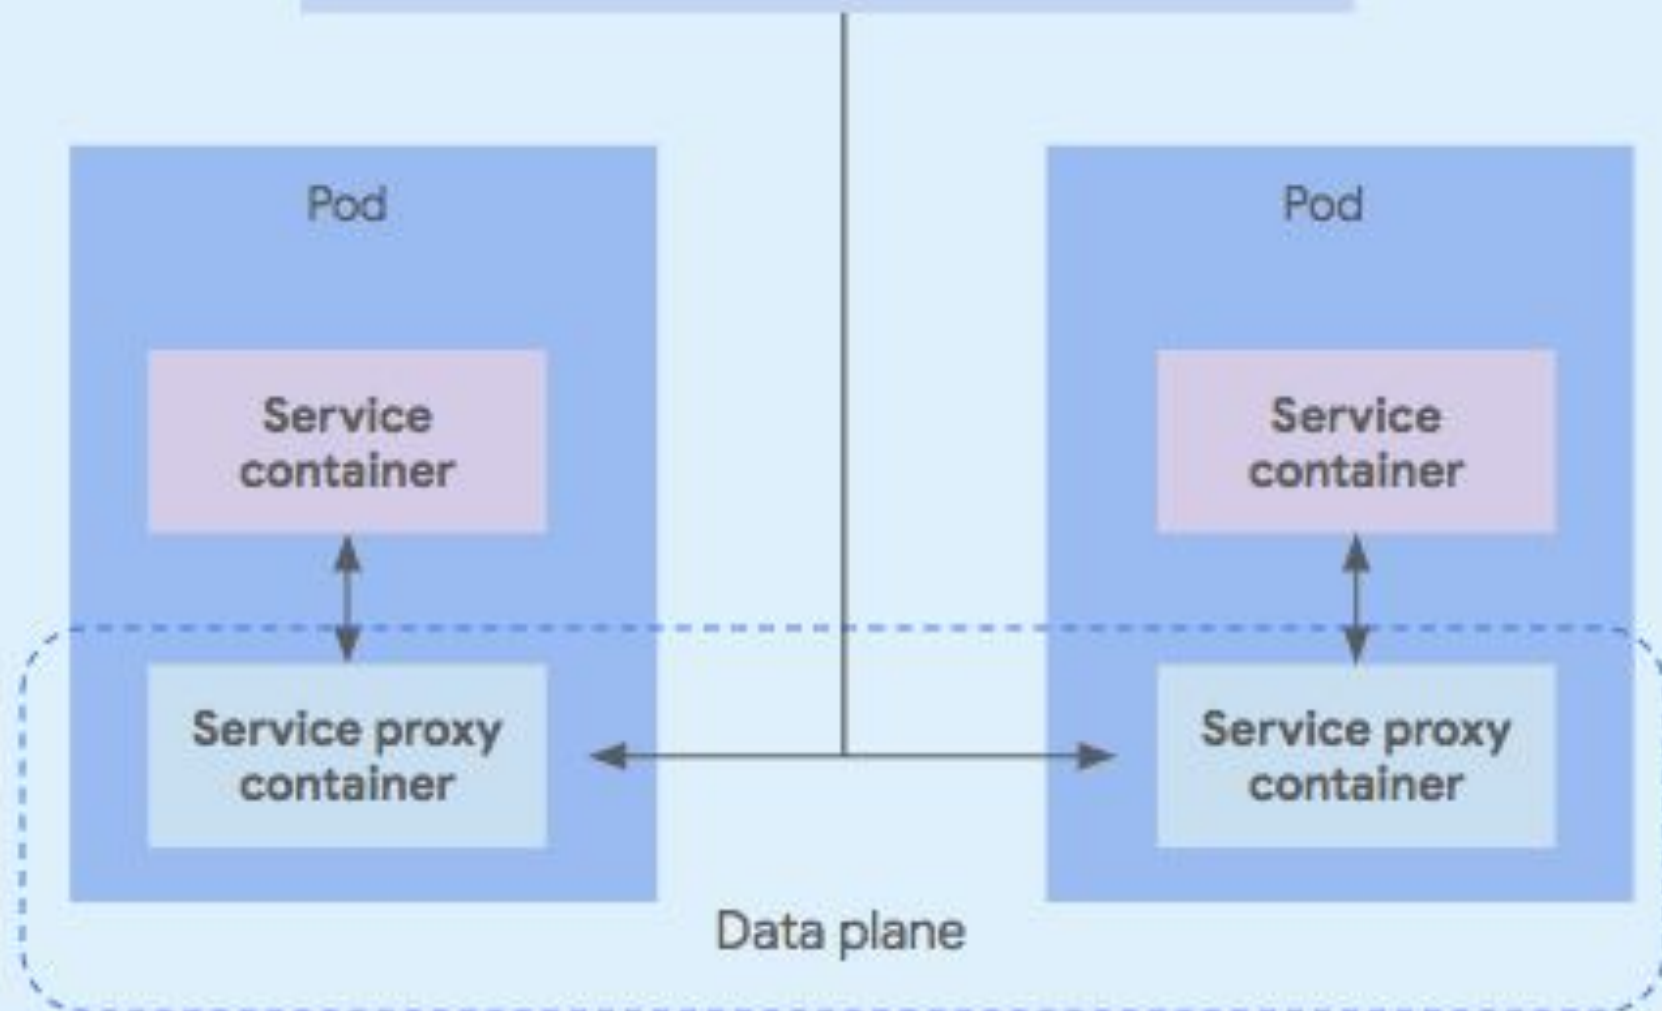 Pod
Pod
Service
container
Service
container
Service proxy
container
Service proxy
container
Data plane